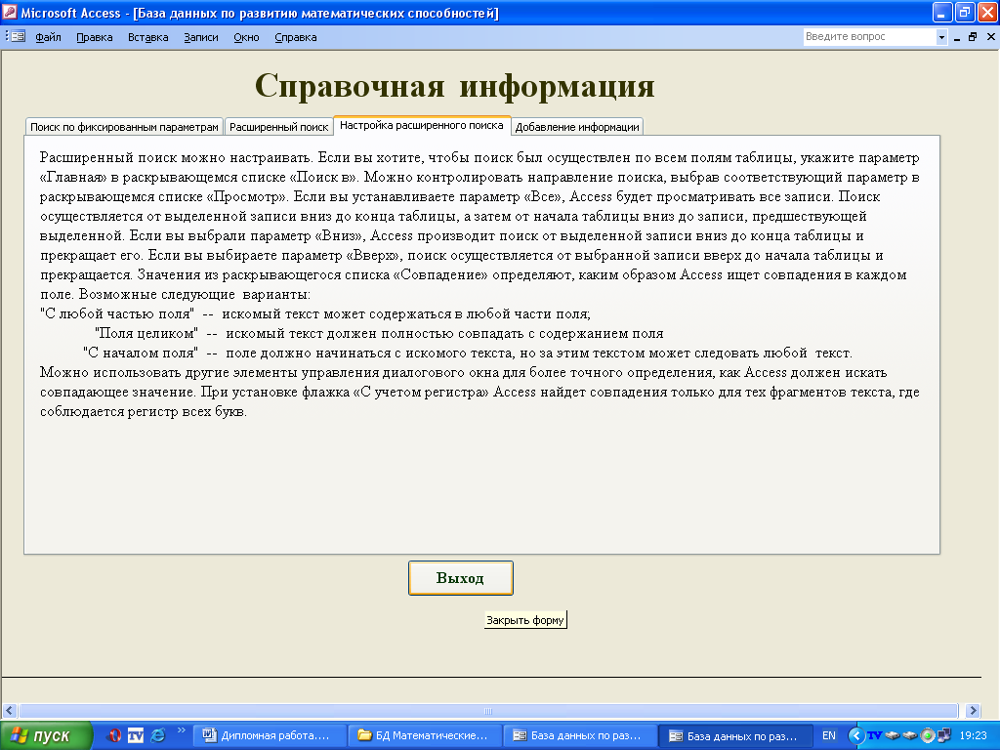 Microsoft Access - [База данных по развитию математических способностей]
Файл Правка Вставка Записи Окно Справка Введите вопрос
Справочная информация
Поиск по фиксированным параметрам Расширенный поиск Настройка расширенного поиска Добавление информации
Расширенный поиск можно настраивать. Если вы хотите, чтобы поиск был осуществлен по всем полям таблицы, укажите параметр
«Главная» в раскрывающемся списке «Поиск в». Можно контролировать направление поиска, выбрав соответствующий параметр в
раскрывающемся списке «Просмотр». Если вы устанавливаете параметр «Все», Access будет просматривать все записи. Поиск
осуществляется от выделенной записи вниз до конца таблицы, а затем от начала таблицы вниз до записи, предшествующей
выделенной. Если вы выбрали параметр «Вниз», Access производит поиск от выделенной записи вниз до конца таблицы и
прекращает его. Если вы выбираете параметр «Вверх», поиск осуществляется от выбранной записи вверх до начала таблицы и
прекращается. Значения из раскрывающегося списка «Совпадение» определяют, каким образом Access ищет совпадения в каждом
поле. Возможные следующие варианты:
"С любой частью поля" -- искомый текст может содержаться в любой части поля;
"Поля целиком" -- искомый текст должен полностью совпадать с содержанием поля
"С началом поля" -- поле должно начинаться с искомого текста, но за этим текстом может следовать любой текст.
Можно использовать другие элементы управления диалогового окна для более точного определения, как Access должен искать
совпадающее значение. При установке флажка «С учетом регистра» Access найдет совпадения только для тех фрагментов текста, где
соблюдается регистр всех букв.
Выход
Закрыть форму
пуск TV » Дипломная работа.... БД Математические... База данных по раз... База данных по раз... EN TV 19:23